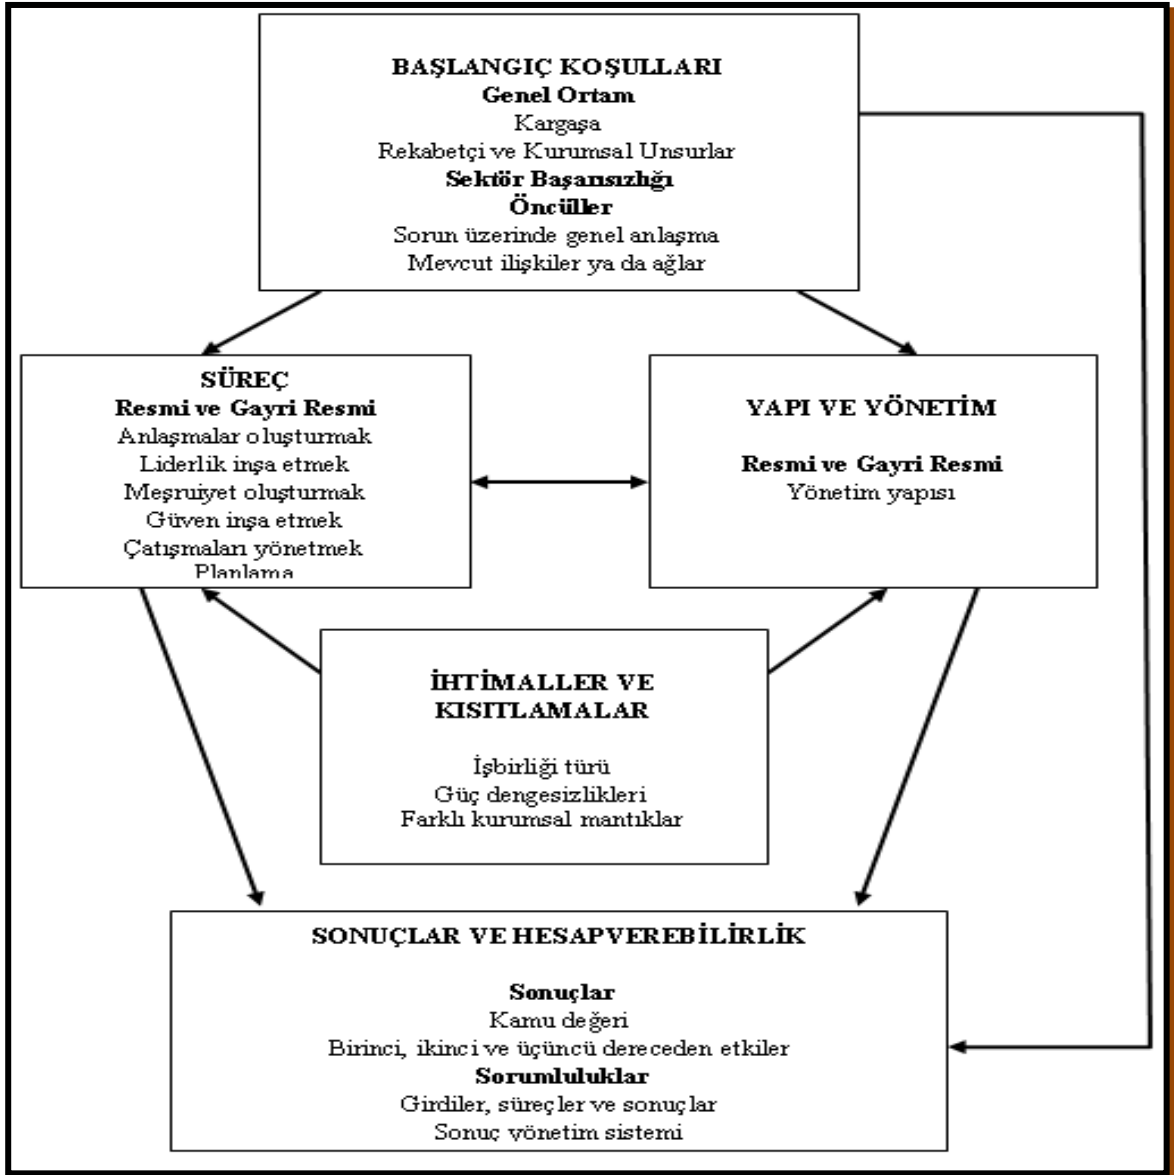 BAŞLANGIÇ KOŞULLARI
Genel Ortam
Kargaşa
Rekabetçi ve Kurumsal Unsurlar
Sektör Başarısızlığı
Öncüller
Sorun üzerinde genel anlaşma
Mevcut ilişkiler ya da ağlar
SÜREÇ
Resmi ve Gayri Resmi
Anlaşmalar oluşturmak
Liderlik inşa etmek
Meşruiyet oluşturmak
Güven inşa etmek
Çatışmaları yönetmek
Planlama
YAPI VE YÖNETİM
Resmi ve Gayri Resmi
Yönetim yapısı
İHTİMALLER VE
KISITLAMALAR
İşbirliği türü
Güç dengesizlikleri
Farklı kurumsal mantıklar
SONUÇLAR VE HESAPVEREBİLİRLİK
Sonuçlar
Kamu değeri
Birinci, ikinci ve üçüncü dereceden etkiler
Sorumluluklar
Girdiler, süreçler ve sonuçlar
Sonuç yönetim sistemi